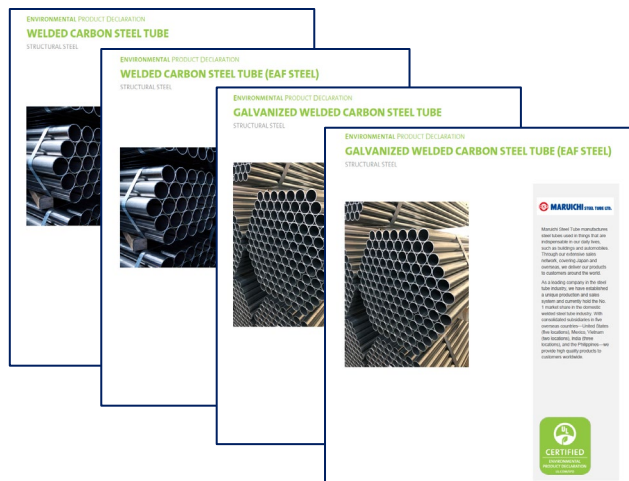 ENVIRONMENTAL PRODUCT DECLARATION
WELDED CARBON STEEL TUBE
STRUCTURAL STEEL
ENVIRONMENTAL PRODUCT DECLARATION
WELDED CARBON STEEL TUBE (EAF STEEL)
STRUCTURAL STEEL
ENVIRONMENTAL PRODUCT DECLARATION
GALVANIZED WELDED CARBON STEEL TUBE
STRUCTURAL STEEL
ENVIRONMENTAL PRODUCT DECLARATION
GALVANIZED WELDED CARBON STEEL TUBE (EAF STEEL)
STRUCTURAL STEEL
MARUICHI STEEL TUBE LTD.
Maruichi Steel Tube manufactures
steel tubes used in things that are
indispensable in our daily lives,
such as buildings and automobiles.
Through our extensive sales
network, covering Japan and
overseas, we deliver our products
to customers around the world.
As a leading company in the steel
tube industry, we have established
a unique production and sales
system and currently hold the No.
1 market share in the domestic
welded steel tube industry. With
consolidated subsidiaries in five
overseas countries—United States
(five locations), Mexico, Vietnam
(two locations), India (three
locations), and the Philippines—we
provide high quality products to
customers worldwide.
UL
CERTIFIED
ENVIRONMENTAL
PRODUCT DECLARATION